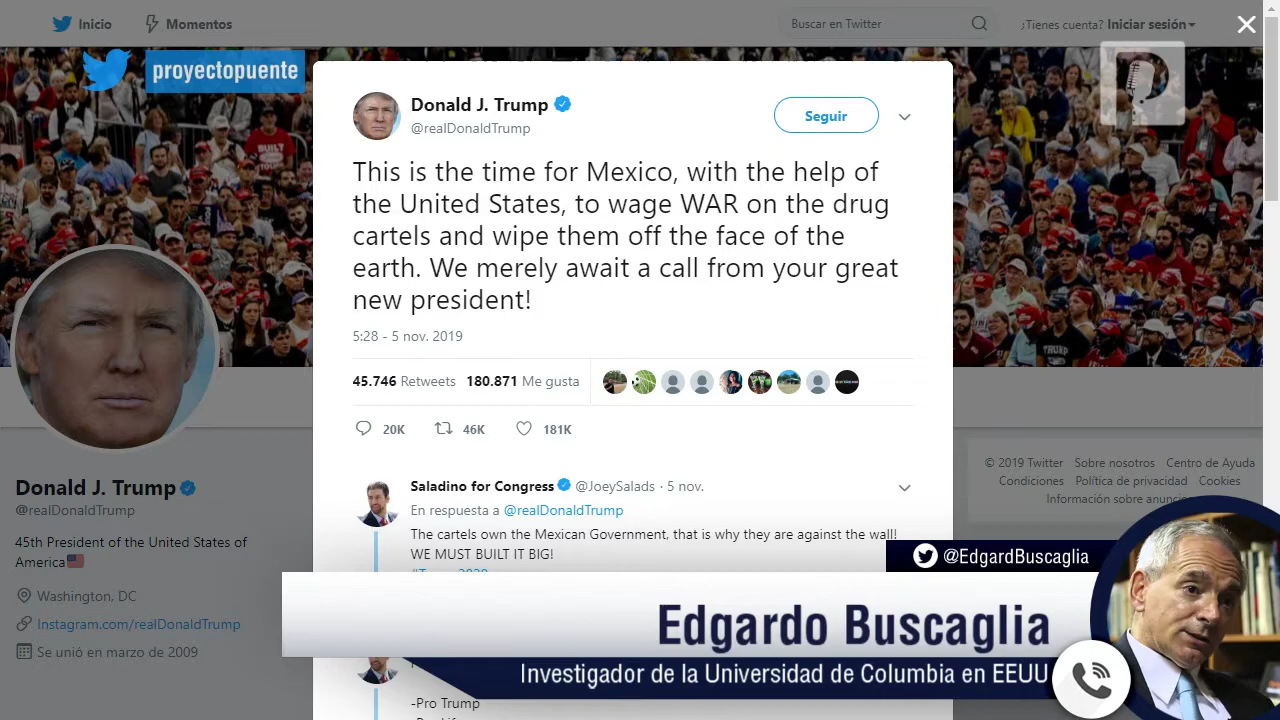 Inicio
Momentos
Buscar en Twitter
¿Tienes cuenta? Iniciar sesión
proyectopuente
Donald J. Trump
@realDonaldTrump
Seguir
This is the time for Mexico, with the help of
the United States, to wage WAR on the drug
cartels and wipe them off the face of the
earth. We merely await a call from your great
new president!
5:28 - 5 nov. 2019
45.746 Retweets 180.871 Me gusta
20K 46K 181K
Saladino for Congress @JoeySalads · 5 nov.
En respuesta a @realDonaldTrump
The cartels own the Mexican Government, that is why they are against the wall!
WE MUST BUILT IT BIG!
-Pro Trump
Donald J. Trump
@realDonaldTrump
45th President of the United States of
America
Washington, DC
Instagram.com/realDonaldTrump
Se unió en marzo de 2009
© 2019 Twitter Sobre nosotros Centro de Ayuda
Condiciones Política de privacidad Cookies
Información sobre
@EdgardBuscaglia
Edgardo Buscaglia
Investigador de la Universidad de Columbia en EEUU
BUILT
TRUMP